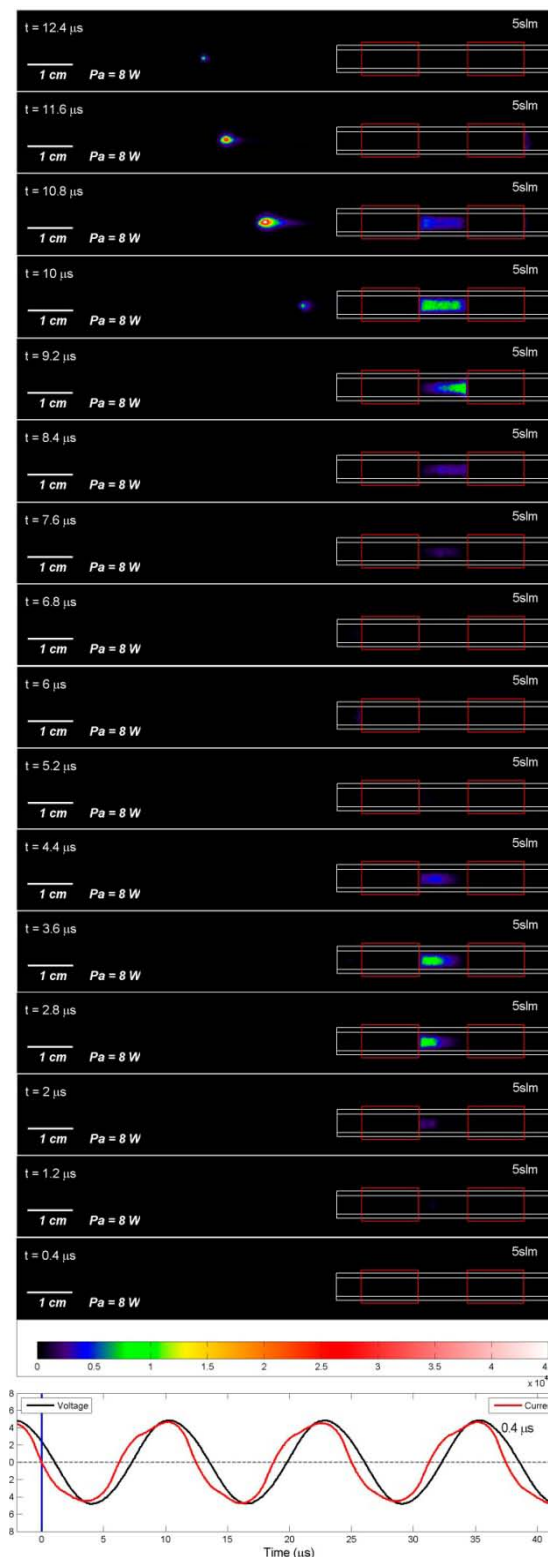 t = 12.4 μs 5slm
1 cm Pa = 8 W
t = 11.6 μs 5slm
1 cm Pa = 8 W
t = 10.8 μs 5slm
1 cm Pa = 8 W
t = 10 μs 5slm
1 cm Pa = 8 W
t = 9.2 μs 5slm
1 cm Pa = 8 W
t = 8.4 μs 5slm
1 cm Pa = 8 W
t = 7.6 μs 5slm
1 cm Pa = 8 W
t = 6.8 μs 5slm
1 cm Pa = 8 W
t = 6 μs 5slm
1 cm Pa = 8 W
t = 5.2 μs 5slm
1 cm Pa = 8 W
t = 4.4 μs 5slm
1 cm Pa = 8 W
t = 3.6 μs 5slm
1 cm Pa = 8 W
t = 2.8 μs 5slm
1 cm Pa = 8 W
t = 2 μs 5slm
1 cm Pa = 8 W
t = 1.2 μs 5slm
1 cm Pa = 8 W
t = 0.4 μs 5slm
1 cm Pa = 8 W
0 0.5 1 1.5 2 2.5 3 3.5 4 4.
x 10
8
Voltage Curre
6
0.4 μs
4
2
0
2
4
6
8
0 5 10 15 20 25 30 35 40
Time (μs)